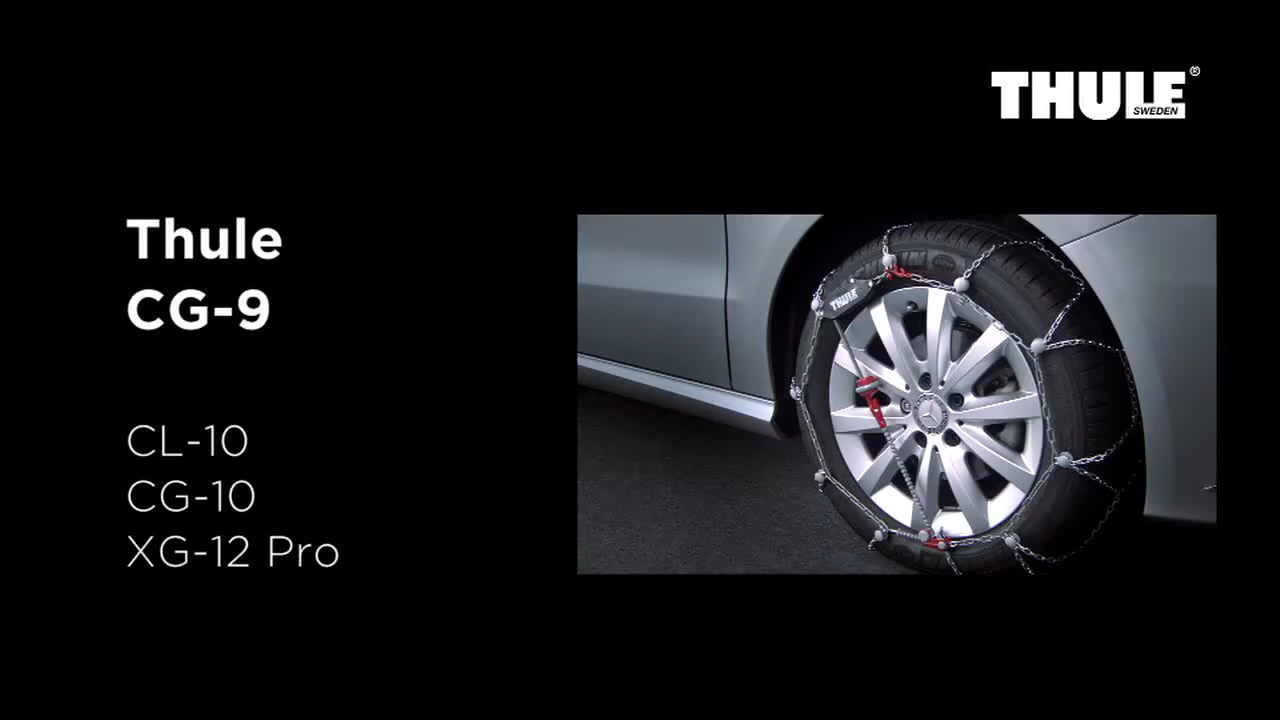 THULE®
SWEDEN
Thule
CG-9
CL-10
CG-10
XG-12 Pro
THULE